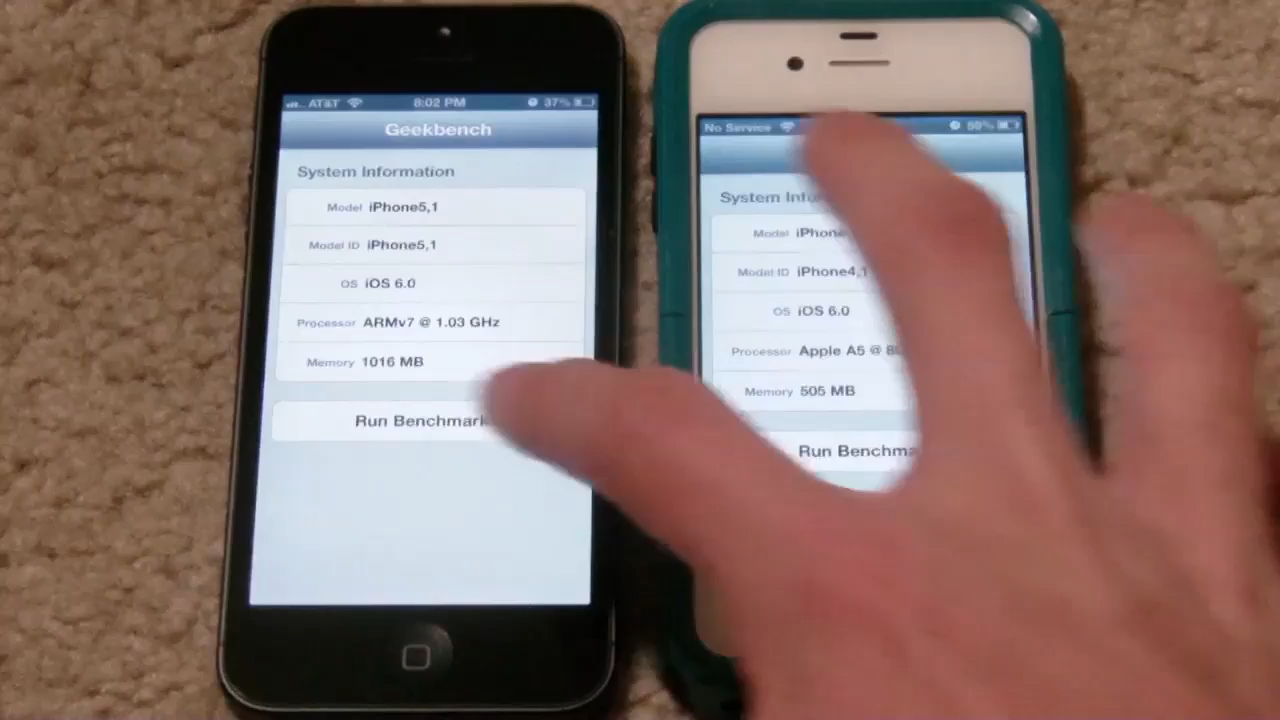 AT&T 8:02 PM 37%
Geekbench
System Information
Model iPhone5,1
Model ID iPhone5,1
OS iOS 6.0
Processor ARMv7 @ 1.03 GHz
Memory 1016 MB
Run Benchmark
No Service
System Info
Model iPhone
Model ID iPhone4,1
OS iOS 6.0
Processor Apple A5 @ 8
Memory 505 MB
Run Benchma